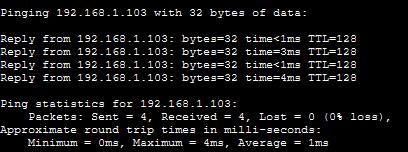 Pinging 192.168.1.103 with 32 bytes of data:
Reply from 192.168.1.103: bytes=32 time<1ms TTL=128
Reply from 192.168.1.103: bytes=32 time=3ms TTL=128
Reply from 192.168.1.103: bytes=32 time<1ms TTL=128
Reply from 192.168.1.103: bytes=32 time=4ms TTL=128
Ping statistics for 192.168.1.103:
Packets: Sent = 4, Received = 4, Lost = 0 (0% loss),
Approximate round trip times in milli-seconds:
Minimum = 0ms, Maximum = 4ms, Average = 1ms